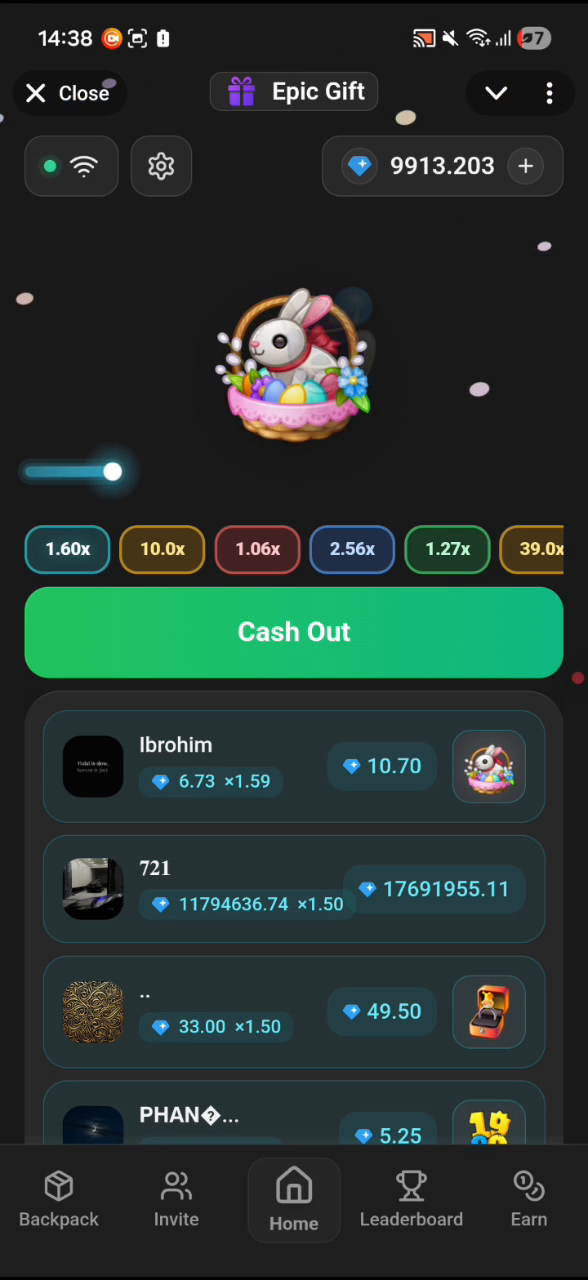 14:38
7
Close
Epic Gift
9913.203 +
1.60x 10.0x 1.06x 2.56x 1.27x 39.0x
Cash Out
Ibrohim
6.73 ×1.59
10.70
721
11794636.74 ×1.50
17691955.11
..
33.00 ×1.50
49.50
PHAN�...
5.25
Backpack
Invite
Home
Leaderboard
Earn